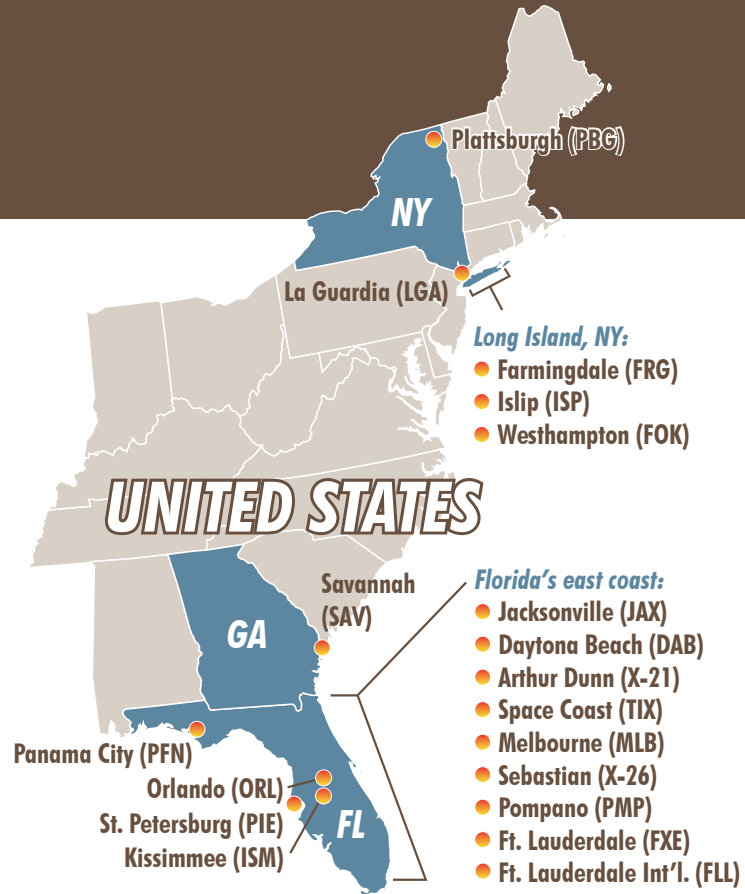 Plattsburgh (PBG)
NY
La Guardia (LGA)
Long Island, NY:
Farmingdale (FRG)
Islip (ISP)
Westhampton (FOK)
UNITED STATES
Savannah
(SAV)
GA
Florida's east coast:
Jacksonville (JAX)
Daytona Beach (DAB)
Arthur Dunn (X-21)
Space Coast (TIX)
Melbourne (MLB)
Sebastian (X-26)
Pompano (PMP)
Ft. Lauderdale (FXE)
Ft. Lauderdale Int'l. (FLL)
Panama City (PFN)
Orlando (ORL)
St. Petersburg (PIE)
Kissimmee (ISM)
FL